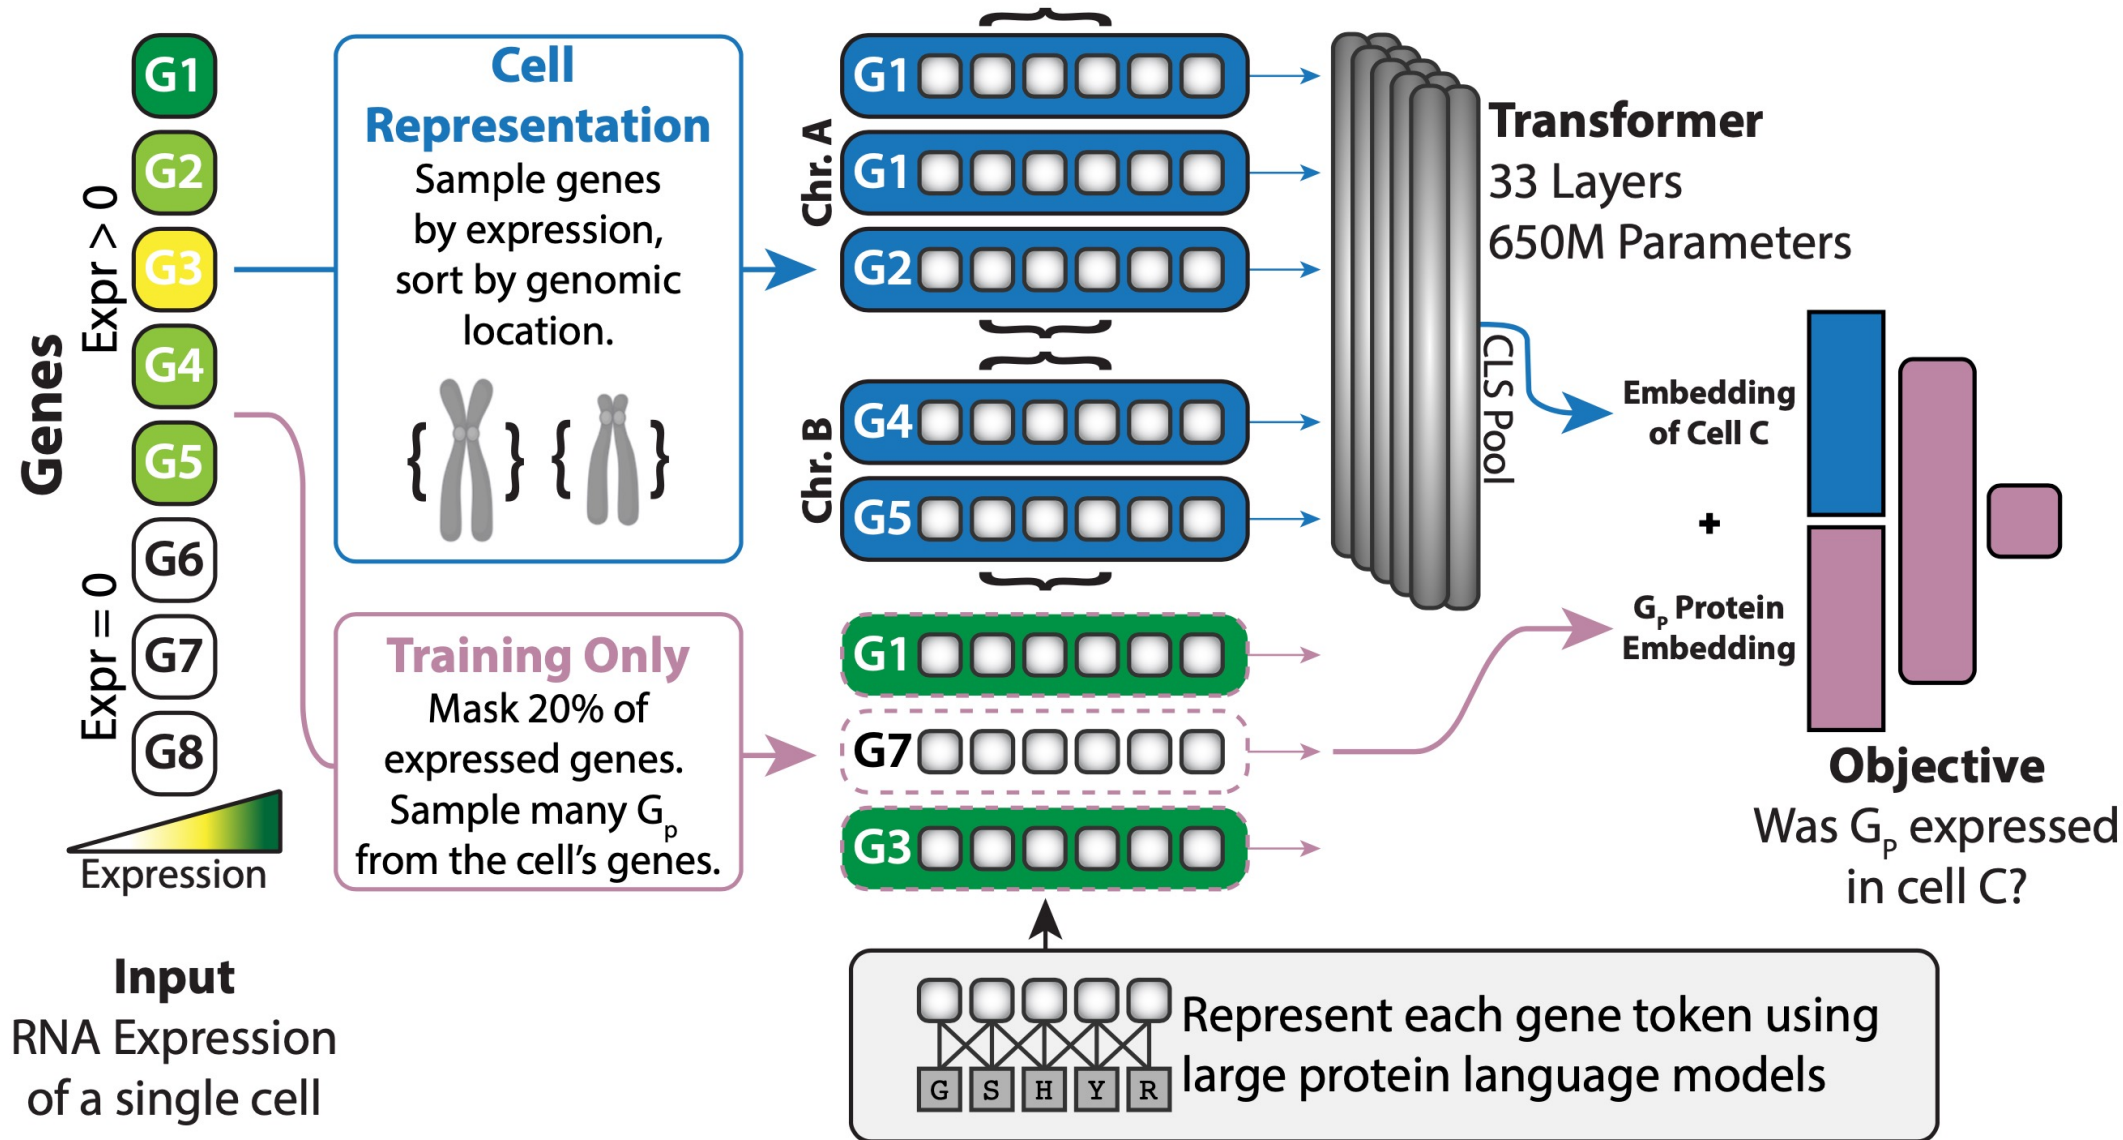 Genes
Expr > 0
Expr = 0
G1
G2
G3
G4
G5
G6
G7
G8
Expression
Input
RNA Expression
of a single cell
Cell
Representation
Sample genes
by expression,
sort by genomic
location.
{ } { }
Training Only
Mask 20% of
expressed genes.
Sample many Gp
from the cell's genes.
Chr. A
G1
G1
G2
Chr. B
G4
G5
G1
G7
G3
Transformer
33 Layers
650M Parameters
CLS Pool
Embedding
of Cell C
+
GP Protein
Embedding
Objective
Was GP expressed
in cell C?
G S H Y R
Represent each gene token using
large protein language models